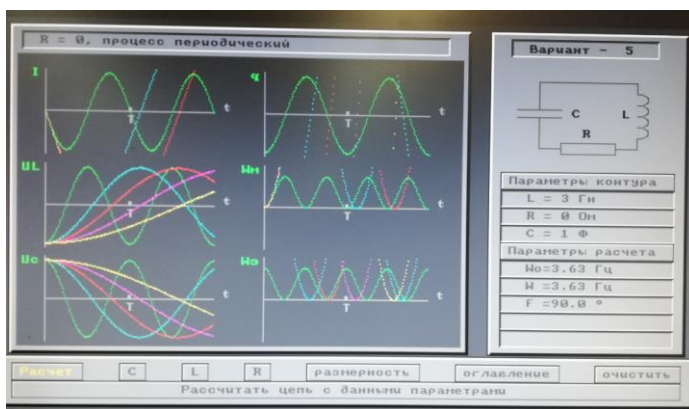 R = 0, процесс периодический
Вариант - 5
I
t
T
q
t
T
UL
t
T
Wм
t
T
Uc
t
T
Wэ
t
T
C
L
R
Параметры контура
L = 3 Гн
R = 0 Ом
C = 1 Ф
Параметры расчета
Wo=3.63 Гц
W =3.63 Гц
F =90.0 °
Расчет
C
L
R
размерность
оглавление
очистить
Рассчитать цепь с данными параметрами